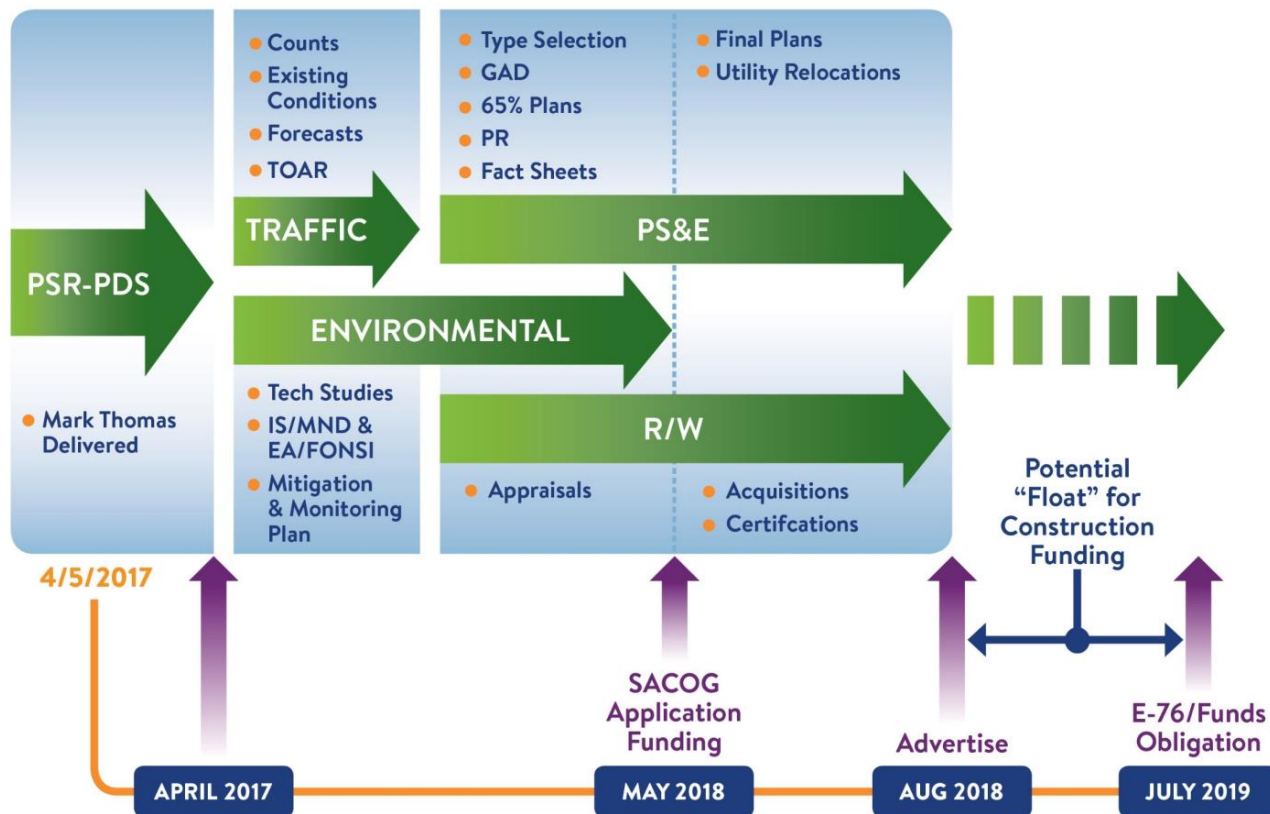 Counts
Existing
Conditions
Forecasts
TOAR
Type Selection
GAD
65% Plans
PR
Fact Sheets
Final Plans
Utility Relocations
PSR-PDS
TRAFFIC
PS&E
ENVIRONMENTAL
R/W
Mark Thomas
Delivered
Tech Studies
IS/MND &
EA/FONSI
Mitigation
& Monitoring
Plan
Appraisals
Acquisitions
Certifcations
Potential
“Float” for
Construction
Funding
4/5/2017
SACOG
Application
Funding
Advertise
E-76/Funds
Obligation
APRIL 2017
MAY 2018
AUG 2018
JULY 2019